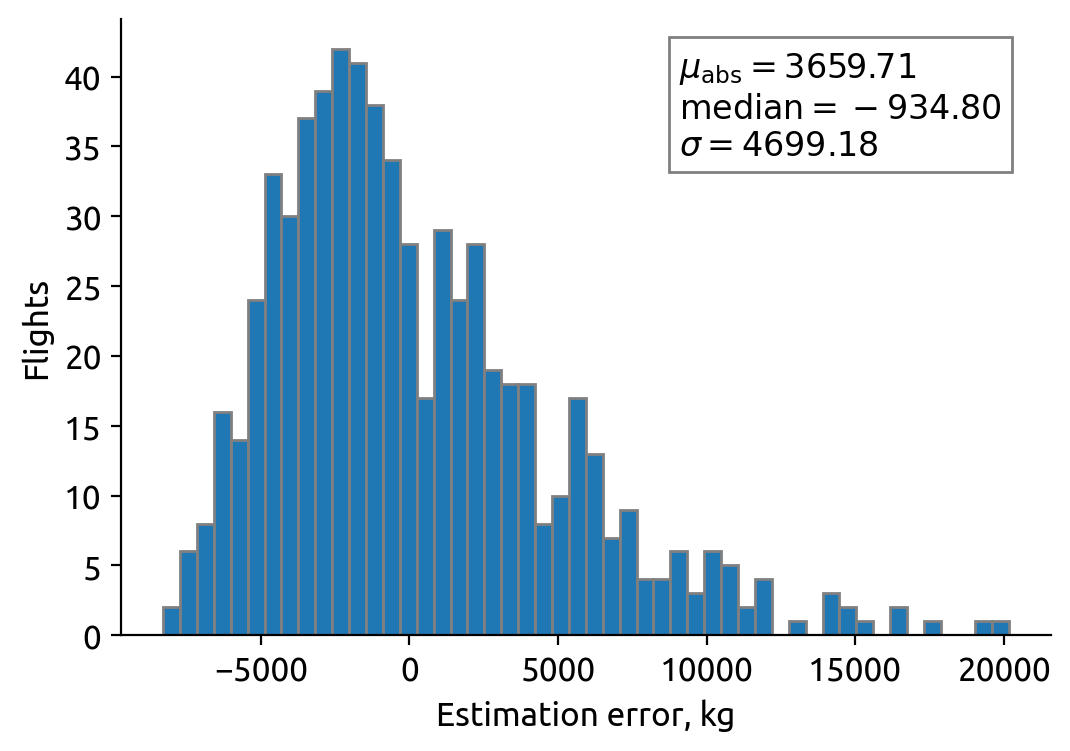 μabs = 3659.71
median = −934.80
σ = 4699.18
40
35
30
25
20
15
10
5
0
Flights
−5000 0 5000 10000 15000 20000
Estimation error, kg